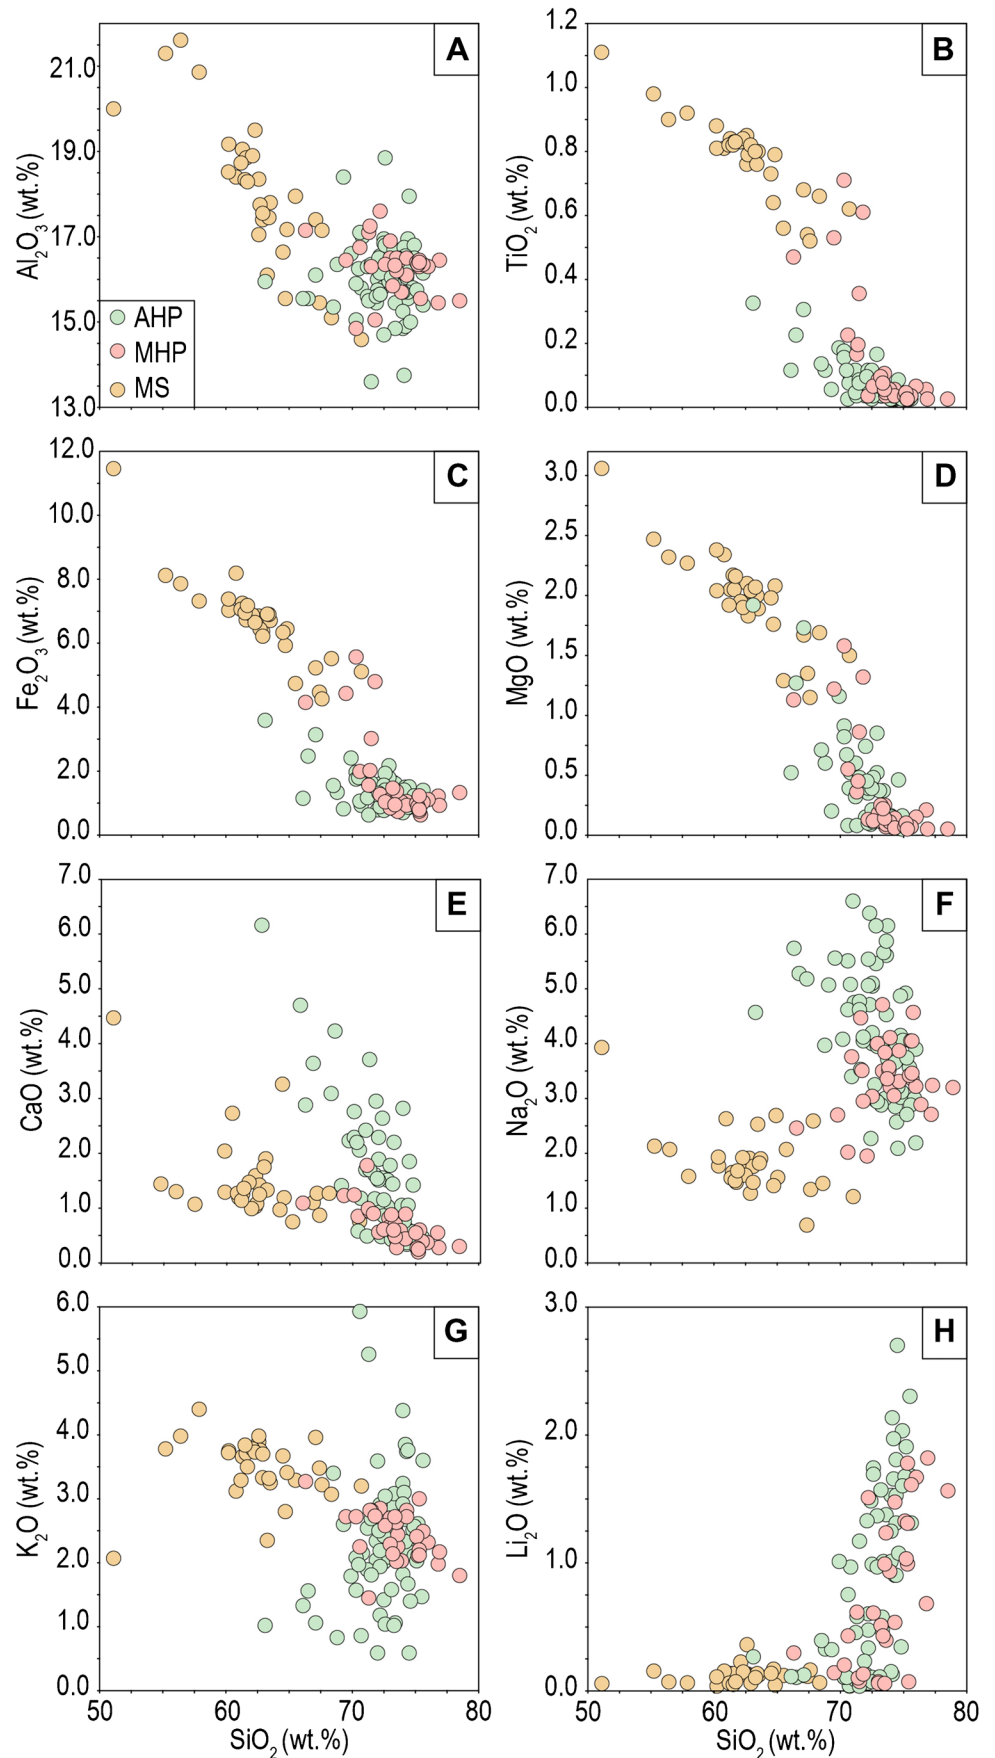 A
Al2O3 (wt.%)
21.0
19.0
17.0
15.0
13.0
AHP
MHP
MS
B
TiO2 (wt.%)
1.2
1.0
0.8
0.6
0.4
0.2
0.0
C
Fe2O3 (wt.%)
12.0
10.0
8.0
6.0
4.0
2.0
0.0
D
MgO (wt.%)
3.0
2.5
2.0
1.5
1.0
0.5
0.0
E
CaO (wt.%)
7.0
6.0
5.0
4.0
3.0
2.0
1.0
0.0
F
Na2O (wt.%)
7.0
6.0
5.0
4.0
3.0
2.0
1.0
0.0
G
K2O (wt.%)
6.0
5.0
4.0
3.0
2.0
1.0
0.0
50 60 70 80
SiO2 (wt.%)
H
Li2O (wt.%)
3.0
2.0
1.0
0.0
50 60 70 80
SiO2 (wt.%)